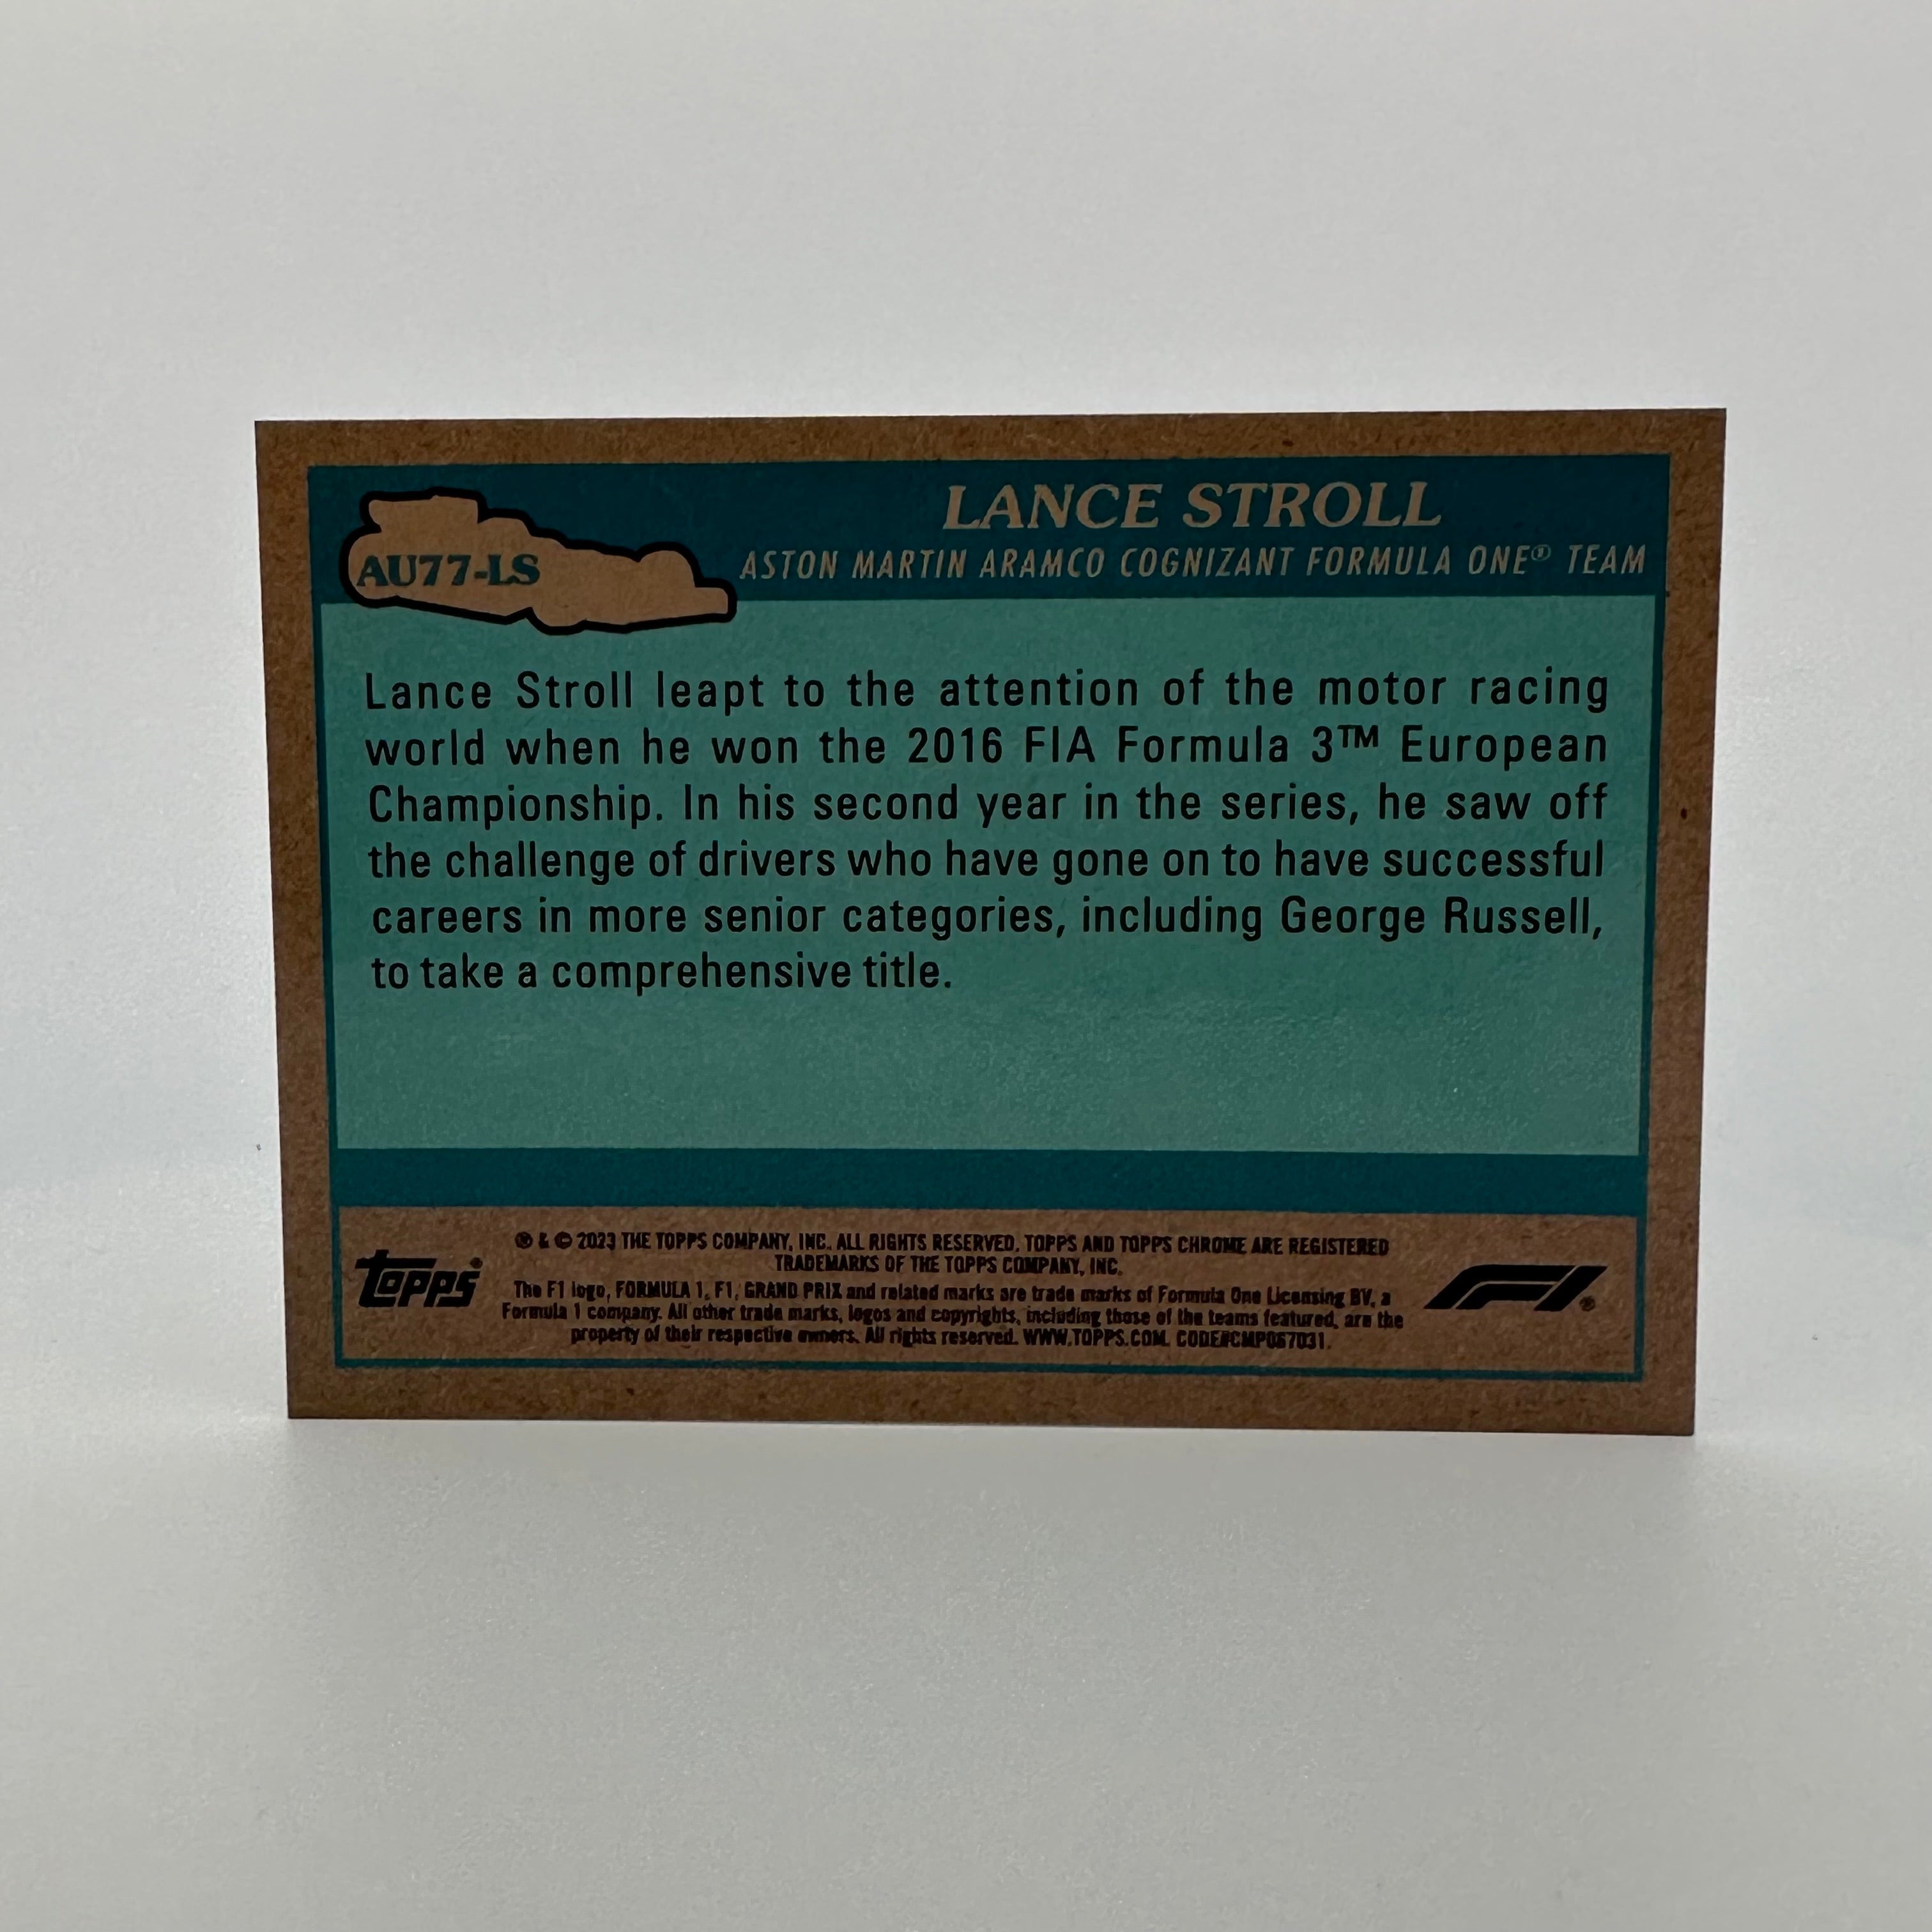 AU77-LS
LANCE STROLL
ASTON MARTIN ARAMCO COGNIZANT FORMULA ONE® TEAM
Lance Stroll leapt to the attention of the motor racing
world when he won the 2016 FIA Formula 3™ European
Championship. In his second year in the series, he saw off
the challenge of drivers who have gone on to have successful
careers in more senior categories, including George Russell,
to take a comprehensive title.
topps®
® & © 2023 THE TOPPS COMPANY, INC. ALL RIGHTS RESERVED. TOPPS AND TOPPS CHROME ARE REGISTERED
TRADEMARKS OF THE TOPPS COMPANY, INC.
The F1 logo, FORMULA 1, F1, GRAND PRIX and related marks are trade marks of Formula One Licensing BV, a
Formula 1 company. All other trade marks, logos and copyrights, including those of the teams featured, are the
property of their respective owners. All rights reserved. WWW.TOPPS.COM. CODE#CMP067031.
F1®